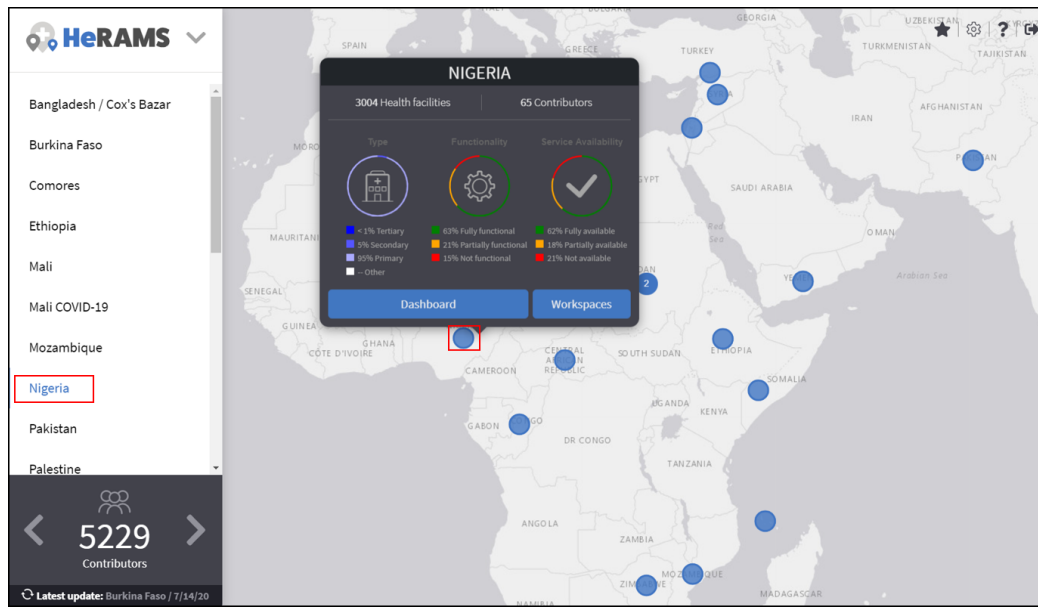 HeRAMS
Bangladesh / Cox's Bazar
Burkina Faso
Comores
Ethiopia
Mali
Mali COVID-19
Mozambique
Nigeria
Pakistan
Palestine
5229
Contributors
Latest update: Burkina Faso / 7/14/20
NIGERIA
3004 Health facilities
65 Contributors
Type
Functionality
Service Availability
< 1% Tertiary
5% Secondary
95% Primary
-- Other
63% Fully functional
21% Partially functional
15% Not functional
62% Fully available
18% Partially available
21% Not available
Dashboard
Workspaces
GEORGIA
SPAIN
GREECE
TURKEY
TURKMENISTAN
TAJIKISTAN
?
AFGHANISTAN
IRAN
SAUDI ARABIA
OMAN
Red
Sea
Arabian Sea
2
SENEGAL
GUINEA
GHANA
CÔTE D'IVOIRE
CAMEROON
SOUTH SUDAN
ETHIOPIA
SOMALIA
UGANDA
KENYA
GABON
DR CONGO
TANZANIA
ANGOLA
ZAMBIA
MADAGASCAR
NAMIBIA